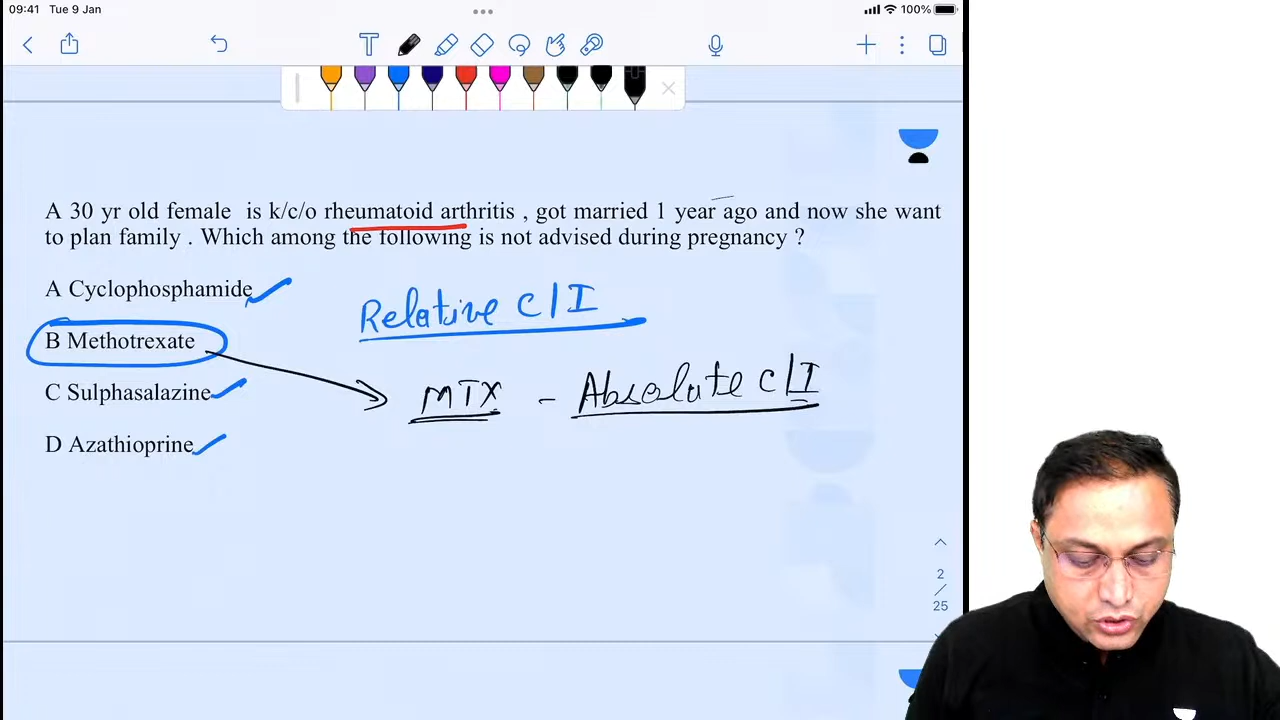 09:41 Tue 9 Jan
100%
T
A 30 yr old female is k/c/o rheumatoid arthritis , got married 1 year ago and now she want
to plan family . Which among the following is not advised during pregnancy ?
A Cyclophosphamide
Relative C/I
B Methotrexate
MTX - Absolute C/I
C Sulphasalazine
D Azathioprine
2
/
25